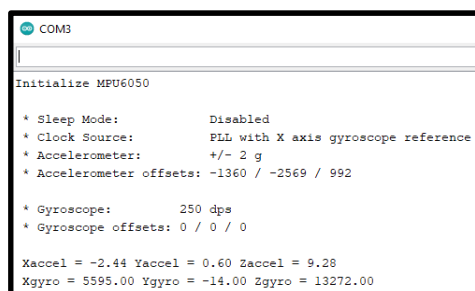 COM3
Initialize MPU6050
* Sleep Mode: Disabled
* Clock Source: PLL with X axis gyroscope reference
* Accelerometer: +/- 2 g
* Accelerometer offsets: -1360 / -2569 / 992
* Gyroscope: 250 dps
* Gyroscope offsets: 0 / 0 / 0
Xaccel = -2.44 Yaccel = 0.60 Zaccel = 9.28
Xgyro = 5595.00 Ygyro = -14.00 Zgyro = 13272.00